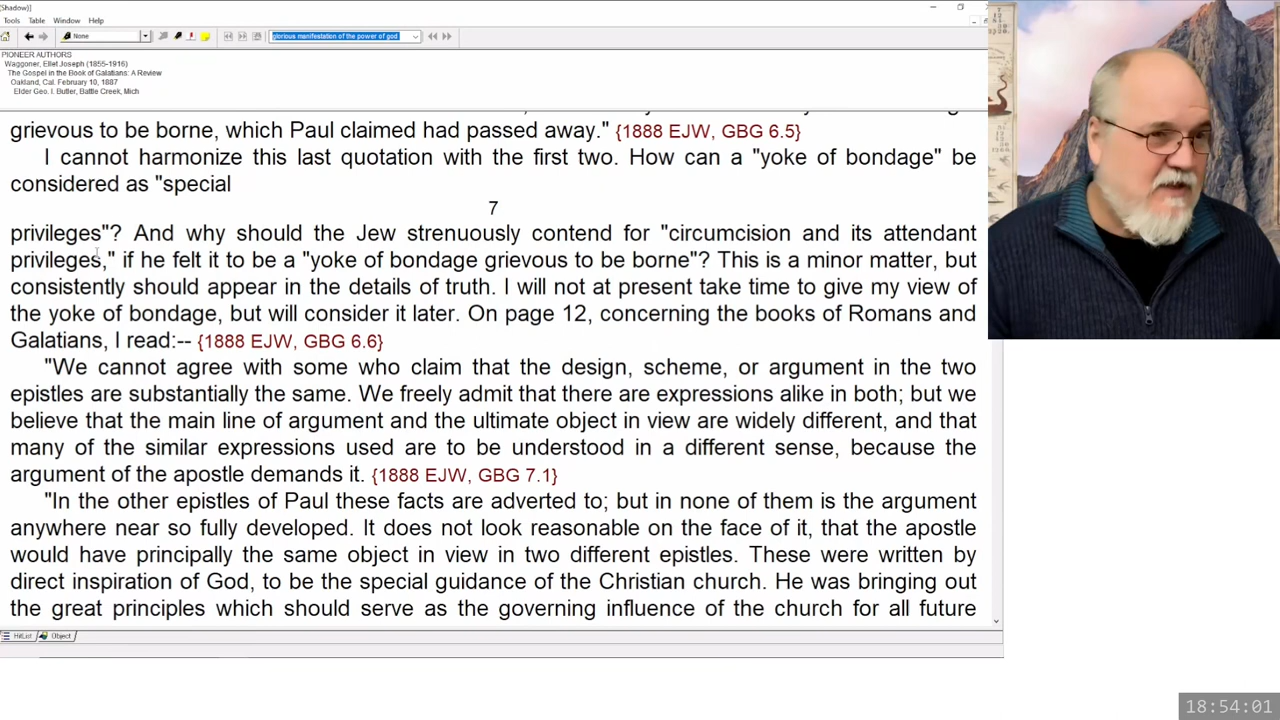 [Shadow)]
Tools Table Window Help
None
glorious manifestation of the power of god
PIONEER AUTHORS
Waggoner, Ellet Joseph (1855-1916)
The Gospel in the Book of Galatians: A Review
Oakland, Cal. February 10, 1887
Elder Geo. I. Butler, Battle Creek, Mich
grievous to be borne, which Paul claimed had passed away." {1888 EJW, GBG 6.5}
I cannot harmonize this last quotation with the first two. How can a "yoke of bondage" be
considered as "special
7
privileges"? And why should the Jew strenuously contend for "circumcision and its attendant
privileges," if he felt it to be a "yoke of bondage grievous to be borne"? This is a minor matter, but
consistently should appear in the details of truth. I will not at present take time to give my view of
the yoke of bondage, but will consider it later. On page 12, concerning the books of Romans and
Galatians, I read:-- {1888 EJW, GBG 6.6}
"We cannot agree with some who claim that the design, scheme, or argument in the two
epistles are substantially the same. We freely admit that there are expressions alike in both; but we
believe that the main line of argument and the ultimate object in view are widely different, and that
many of the similar expressions used are to be understood in a different sense, because the
argument of the apostle demands it. {1888 EJW, GBG 7.1}
"In the other epistles of Paul these facts are adverted to; but in none of them is the argument
anywhere near so fully developed. It does not look reasonable on the face of it, that the apostle
would have principally the same object in view in two different epistles. These were written by
direct inspiration of God, to be the special guidance of the Christian church. He was bringing out
the great principles which should serve as the governing influence of the church for all future
HitList Object
18:54:01